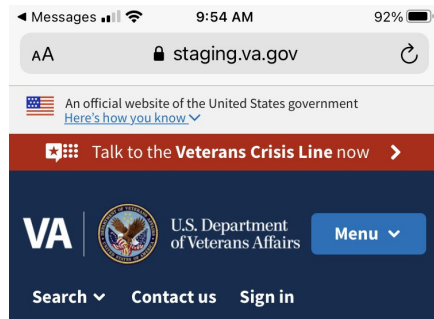 Messages 9:54 AM 92%
AA staging.va.gov
An official website of the United States government
Here's how you know
Talk to the Veterans Crisis Line now
VA U.S. Department of Veterans Affairs Menu
Search Contact us Sign in